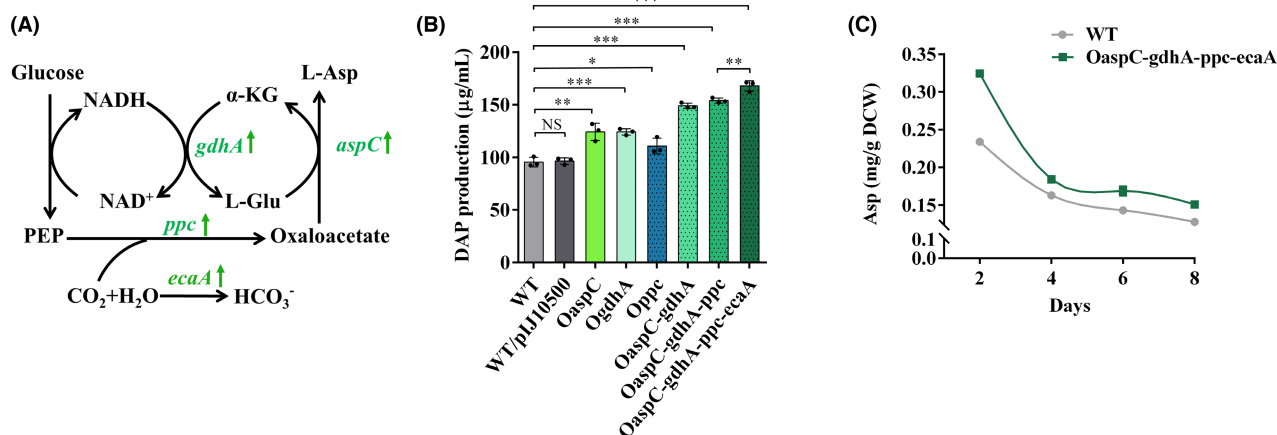 (A)
Glucose
L-Asp
NADH
α-KG
gdhA
aspC
NAD+
L-Glu
ppc
PEP
Oxaloacetate
ecaA
CO2+H2O
HCO3-
(B)
DAP production (μg/mL)
200
150
100
50
0
***
***
*
***
**
NS
**
WT
WT/pIJ10500
OaspC
OgdhA
Oppc
OaspC-gdhA
OaspC-gdhA-ppc
OaspC-gdhA-ppc-ecaA
(C)
WT
OaspC-gdhA-ppc-ecaA
Asp (mg/g DCW)
0.35
0.30
0.25
0.20
0.15
0.1
0.0
2
4
6
8
Days